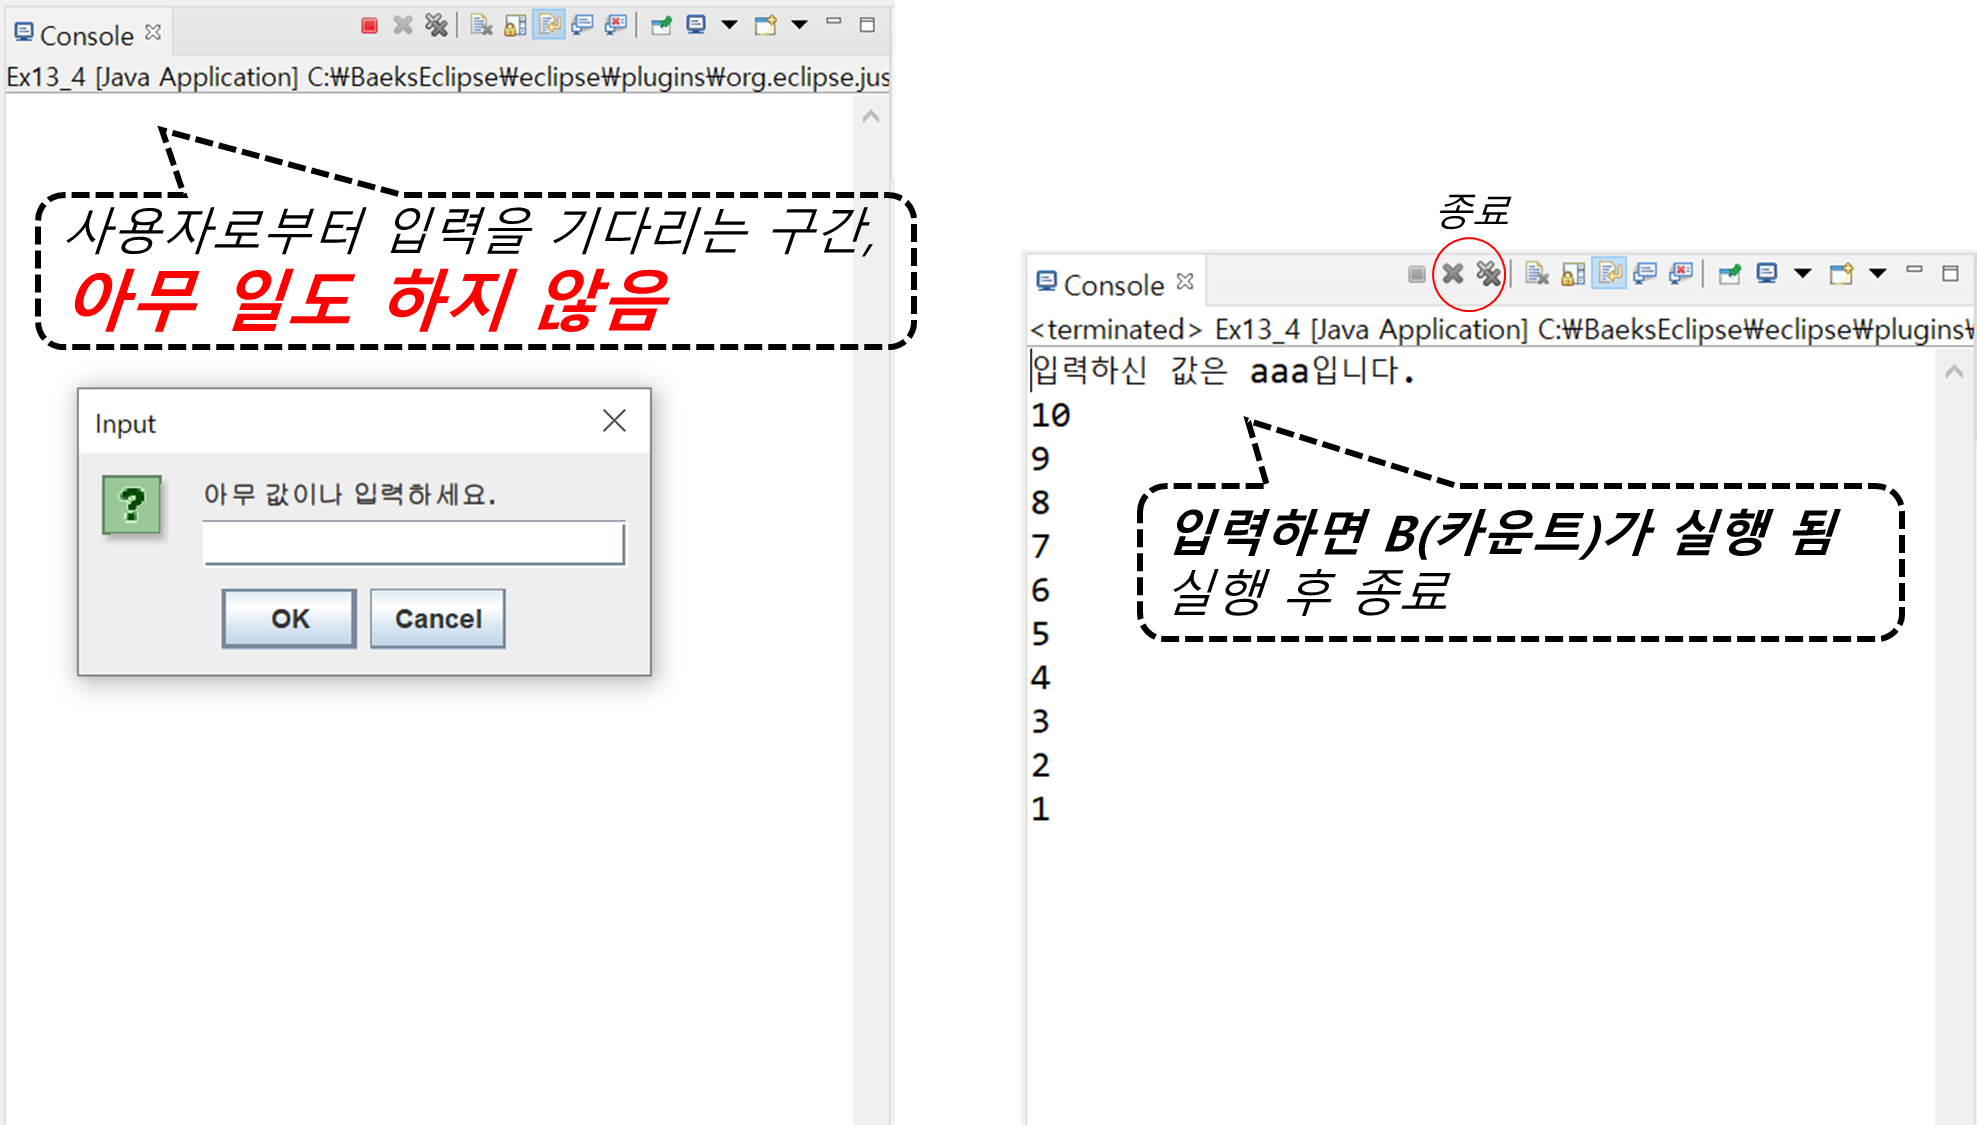 Console
Ex13_4 [Java Application] C:₩BaeksEclipse₩eclipse₩plugins₩org.eclipse.jus
사용자로부터 입력을 기다리는 구간,
아무 일도 하지 않음
Input
아무 값이나 입력하세요.
OK Cancel
종료
Console
<terminated> Ex13_4 [Java Application] C:₩BaeksEclipse₩eclipse₩plugins₩
입력하신 값은 aaa입니다.
10
9
8
7
6
5
4
3
2
1
입력하면 B(카운트)가 실행 됨
실행 후 종료